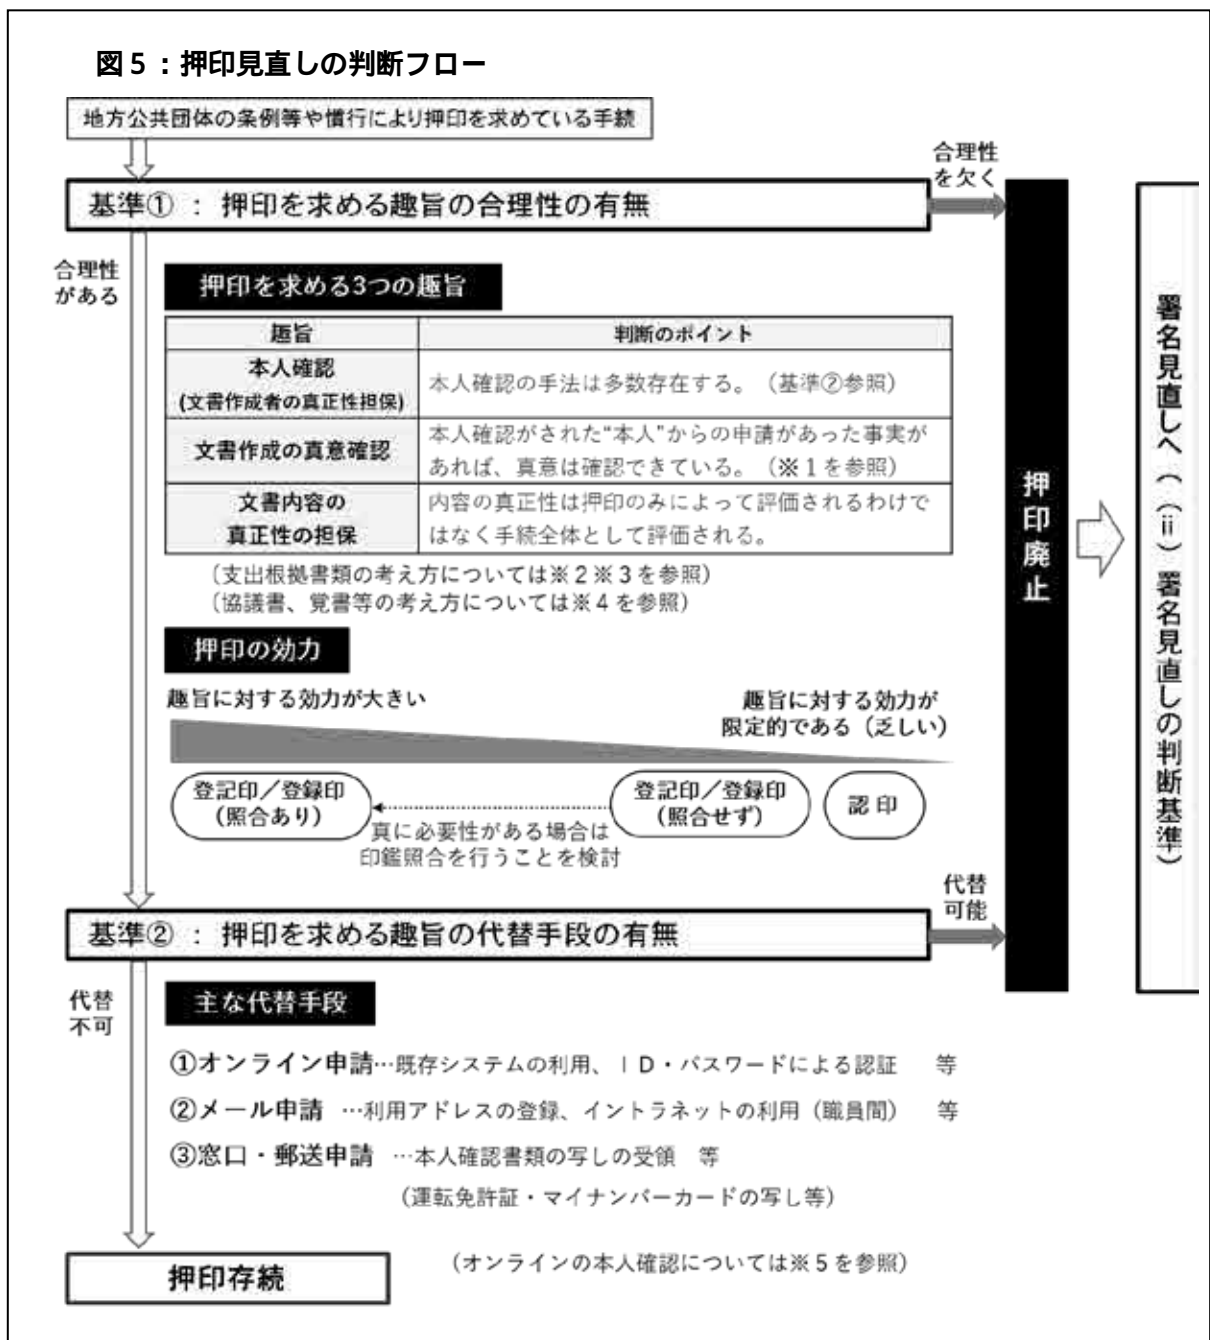 図5：押印見直しの判断フロー
地方公共団体の条例等や慣行により押印を求めている手続
合理性
を欠く
基準① ： 押印を求める趣旨の合理性の有無
合理性
がある
押印を求める3つの趣旨
趣旨
判断のポイント
本人確認
(文書作成者の真正性担保)
本人確認の手法は多数存在する。（基準②参照）
文書作成の真意確認
本人確認がされた“本人”からの申請があった事実が
あれば、真意は確認できている。（※1を参照）
文書内容の
真正性の担保
内容の真正性は押印のみによって評価されるわけで
はなく手続全体として評価される。
（支出根拠書類の考え方については※2※3を参照）
（協議書、覚書等の考え方については※4を参照）
押印の効力
趣旨に対する効力が大きい
趣旨に対する効力が
限定的である（乏しい）
登記印／登録印
（照合あり）
登記印／登録印
（照合せず）
認印
真に必要性がある場合は
印鑑照合を行うことを検討
代替
可能
基準② ： 押印を求める趣旨の代替手段の有無
代替
不可
主な代替手段
①オンライン申請…既存システムの利用、ＩＤ・パスワードによる認証　等
②メール申請 …利用アドレスの登録、イントラネットの利用（職員間）　等
③窓口・郵送申請 …本人確認書類の写しの受領　等
（運転免許証・マイナンバーカードの写し等）
（オンラインの本人確認については※5を参照）
押印存続
押印廃止
署名見直しへ（（ⅱ）署名見直しの判断基準）